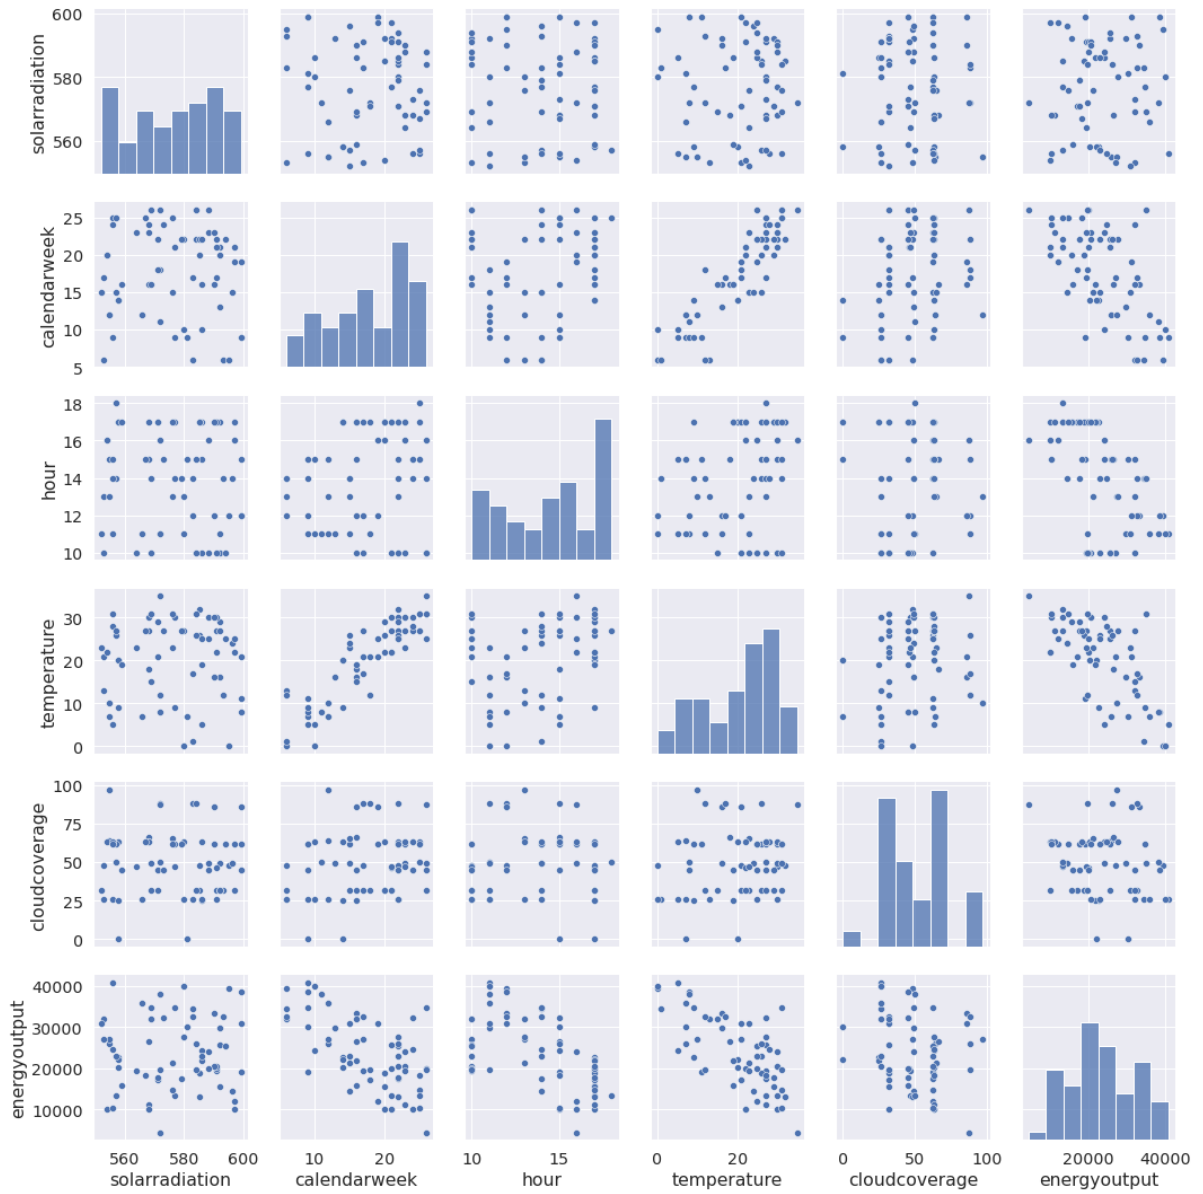 600
580
560
solarradiation
25
20
15
10
5
calendarweek
18
16
14
12
10
hour
30
20
10
0
temperature
100
75
50
25
0
cloudcoverage
40000
30000
20000
10000
energyoutput
560 580 600
solarradiation
10 20
calendarweek
10 15
hour
0 20
temperature
0 50 100
cloudcoverage
20000 40000
energyoutput